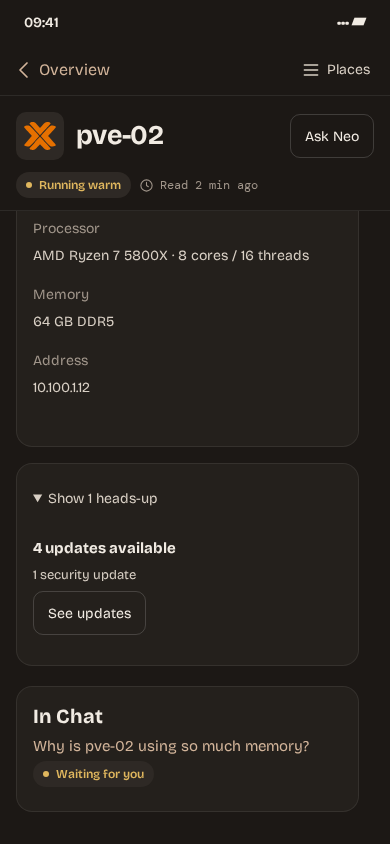 09:41
Overview
Places
pve-02
Ask Neo
Running warm
Read 2 min ago
Processor
AMD Ryzen 7 5800X · 8 cores / 16 threads
Memory
64 GB DDR5
Address
10.100.1.12
Show 1 heads-up
4 updates available
1 security update
See updates
In Chat
Why is pve-02 using so much memory?
Waiting for you